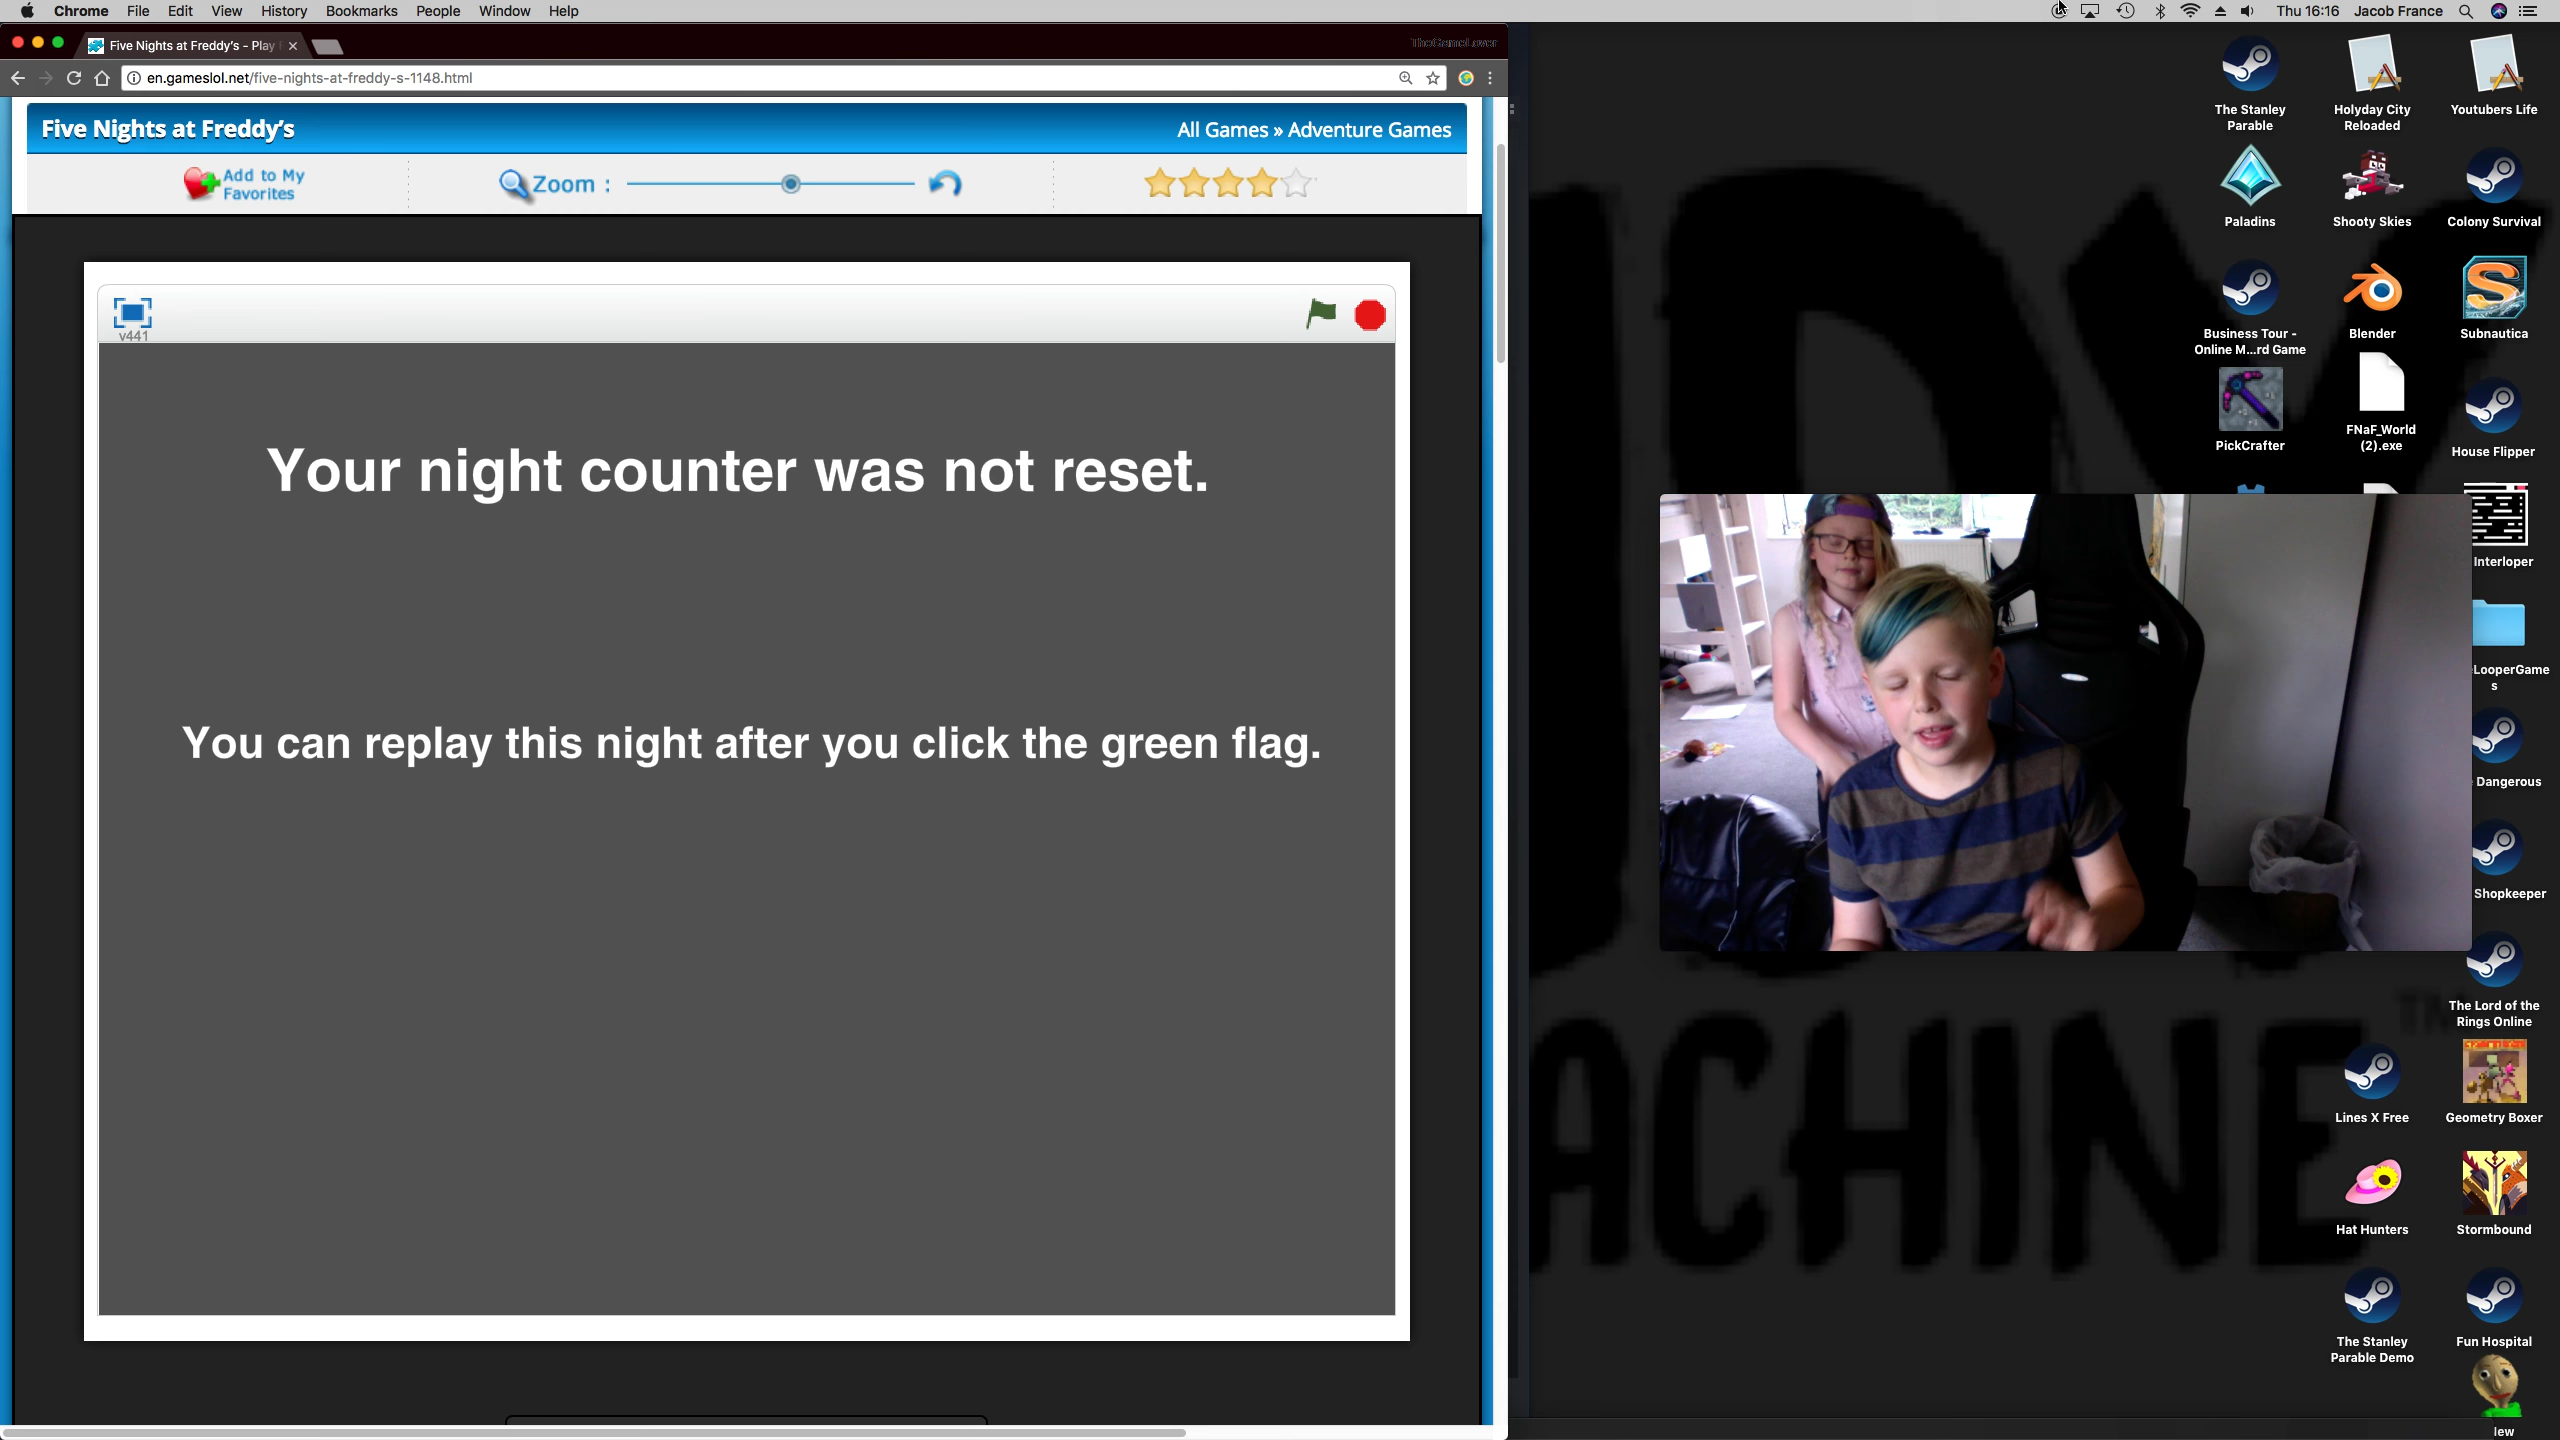 Chrome File Edit View History Bookmarks People Window Help
Thu 16:16 Jacob France
Five Nights at Freddy's - Play
TheGameLover
en.gameslol.net/five-nights-at-freddy-s-1148.html
Five Nights at Freddy's
All Games » Adventure Games
Add to My
Favorites
Zoom :
v441
Your night counter was not reset.
You can replay this night after you click the green flag.
The Stanley
Parable
Holyday City
Reloaded
Youtubers Life
Paladins
Shooty Skies
Colony Survival
Business Tour -
Online M...rd Game
Blender
Subnautica
PickCrafter
FNaF_World
(2).exe
House Flipper
Interloper
LooperGame
s
Dangerous
Shopkeeper
The Lord of the
Rings Online
Lines X Free
Geometry Boxer
Hat Hunters
Stormbound
The Stanley
Parable Demo
Fun Hospital
ACHINE
TM